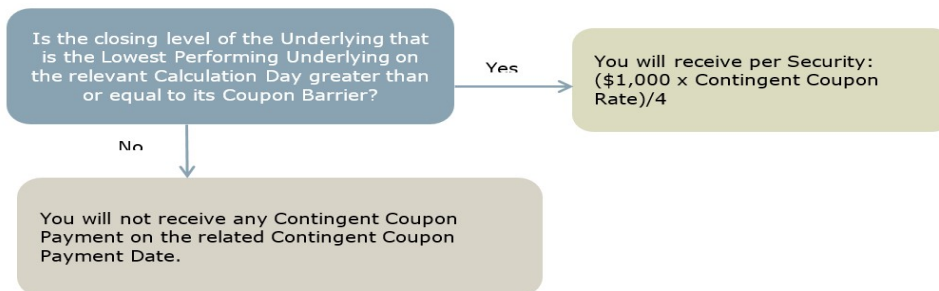 Is the closing level of the Underlying that
is the Lowest Performing Underlying on
the relevant Calculation Day greater than
or equal to its Coupon Barrier?
Yes
You will receive per Security:
($1,000 x Contingent Coupon
Rate)/4
No
You will not receive any Contingent Coupon
Payment on the related Contingent Coupon
Payment Date.